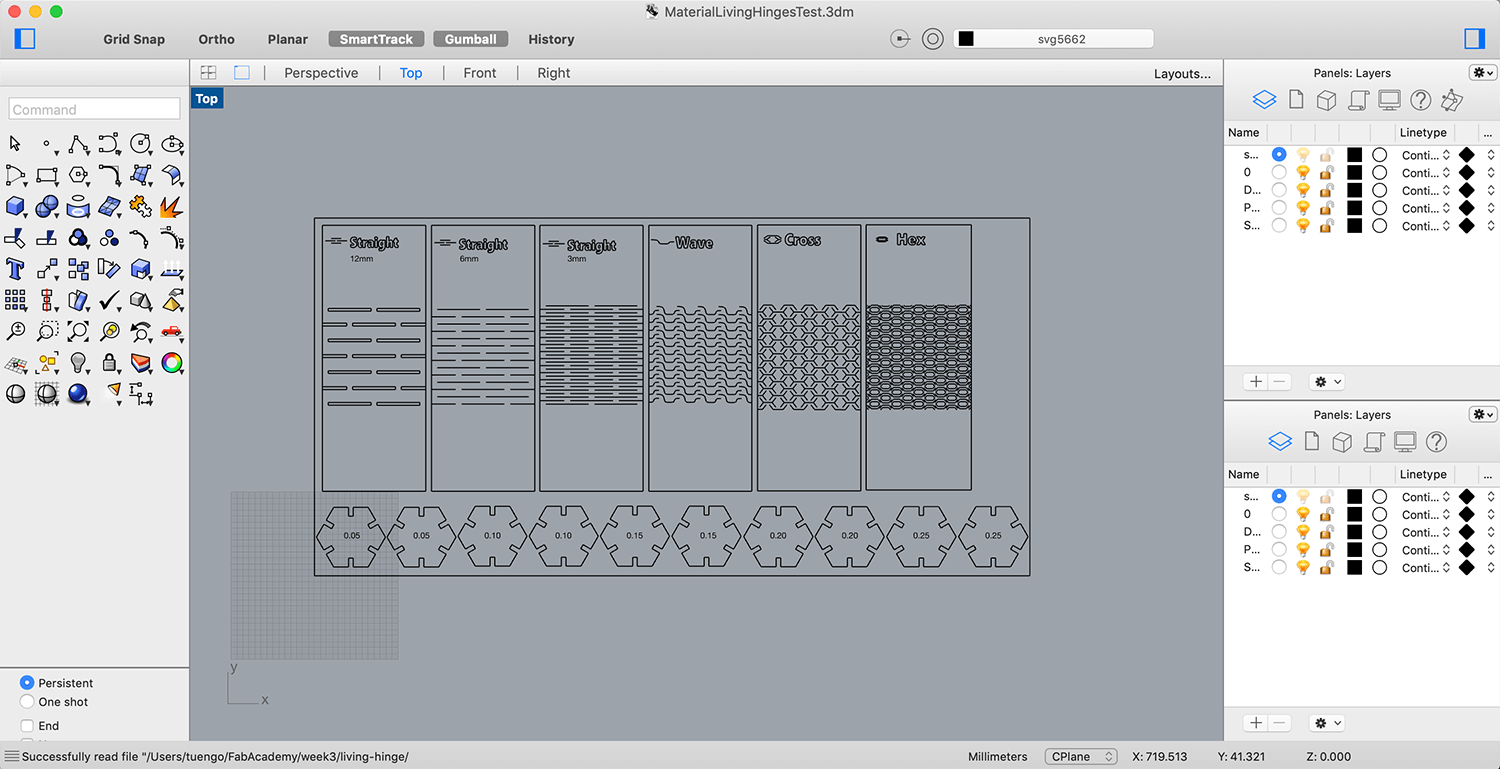 MaterialLivingHingesTest.3dm
Grid Snap Ortho Planar SmartTrack Gumball History svg5662
Perspective Top Front Right Layouts...
Top
Command
Straight Straight Straight Wave Cross Hex
12mm 6mm 3mm
0.05 0.05 0.10 0.10 0.15 0.15 0.20 0.20 0.25 0.25
y
x
Persistent
One shot
End
Panels: Layers
Name Linetype ...
s... Conti...
0 Conti...
D... Conti...
P... Conti...
S... Conti...
Panels: Layers
Name Linetype ...
s... Conti...
0 Conti...
D... Conti...
P... Conti...
S... Conti...
Successfully read file "/Users/tuengo/FabAcademy/week3/living-hinge/ Millimeters CPlane X: 719.513 Y: 41.321 Z: 0.000